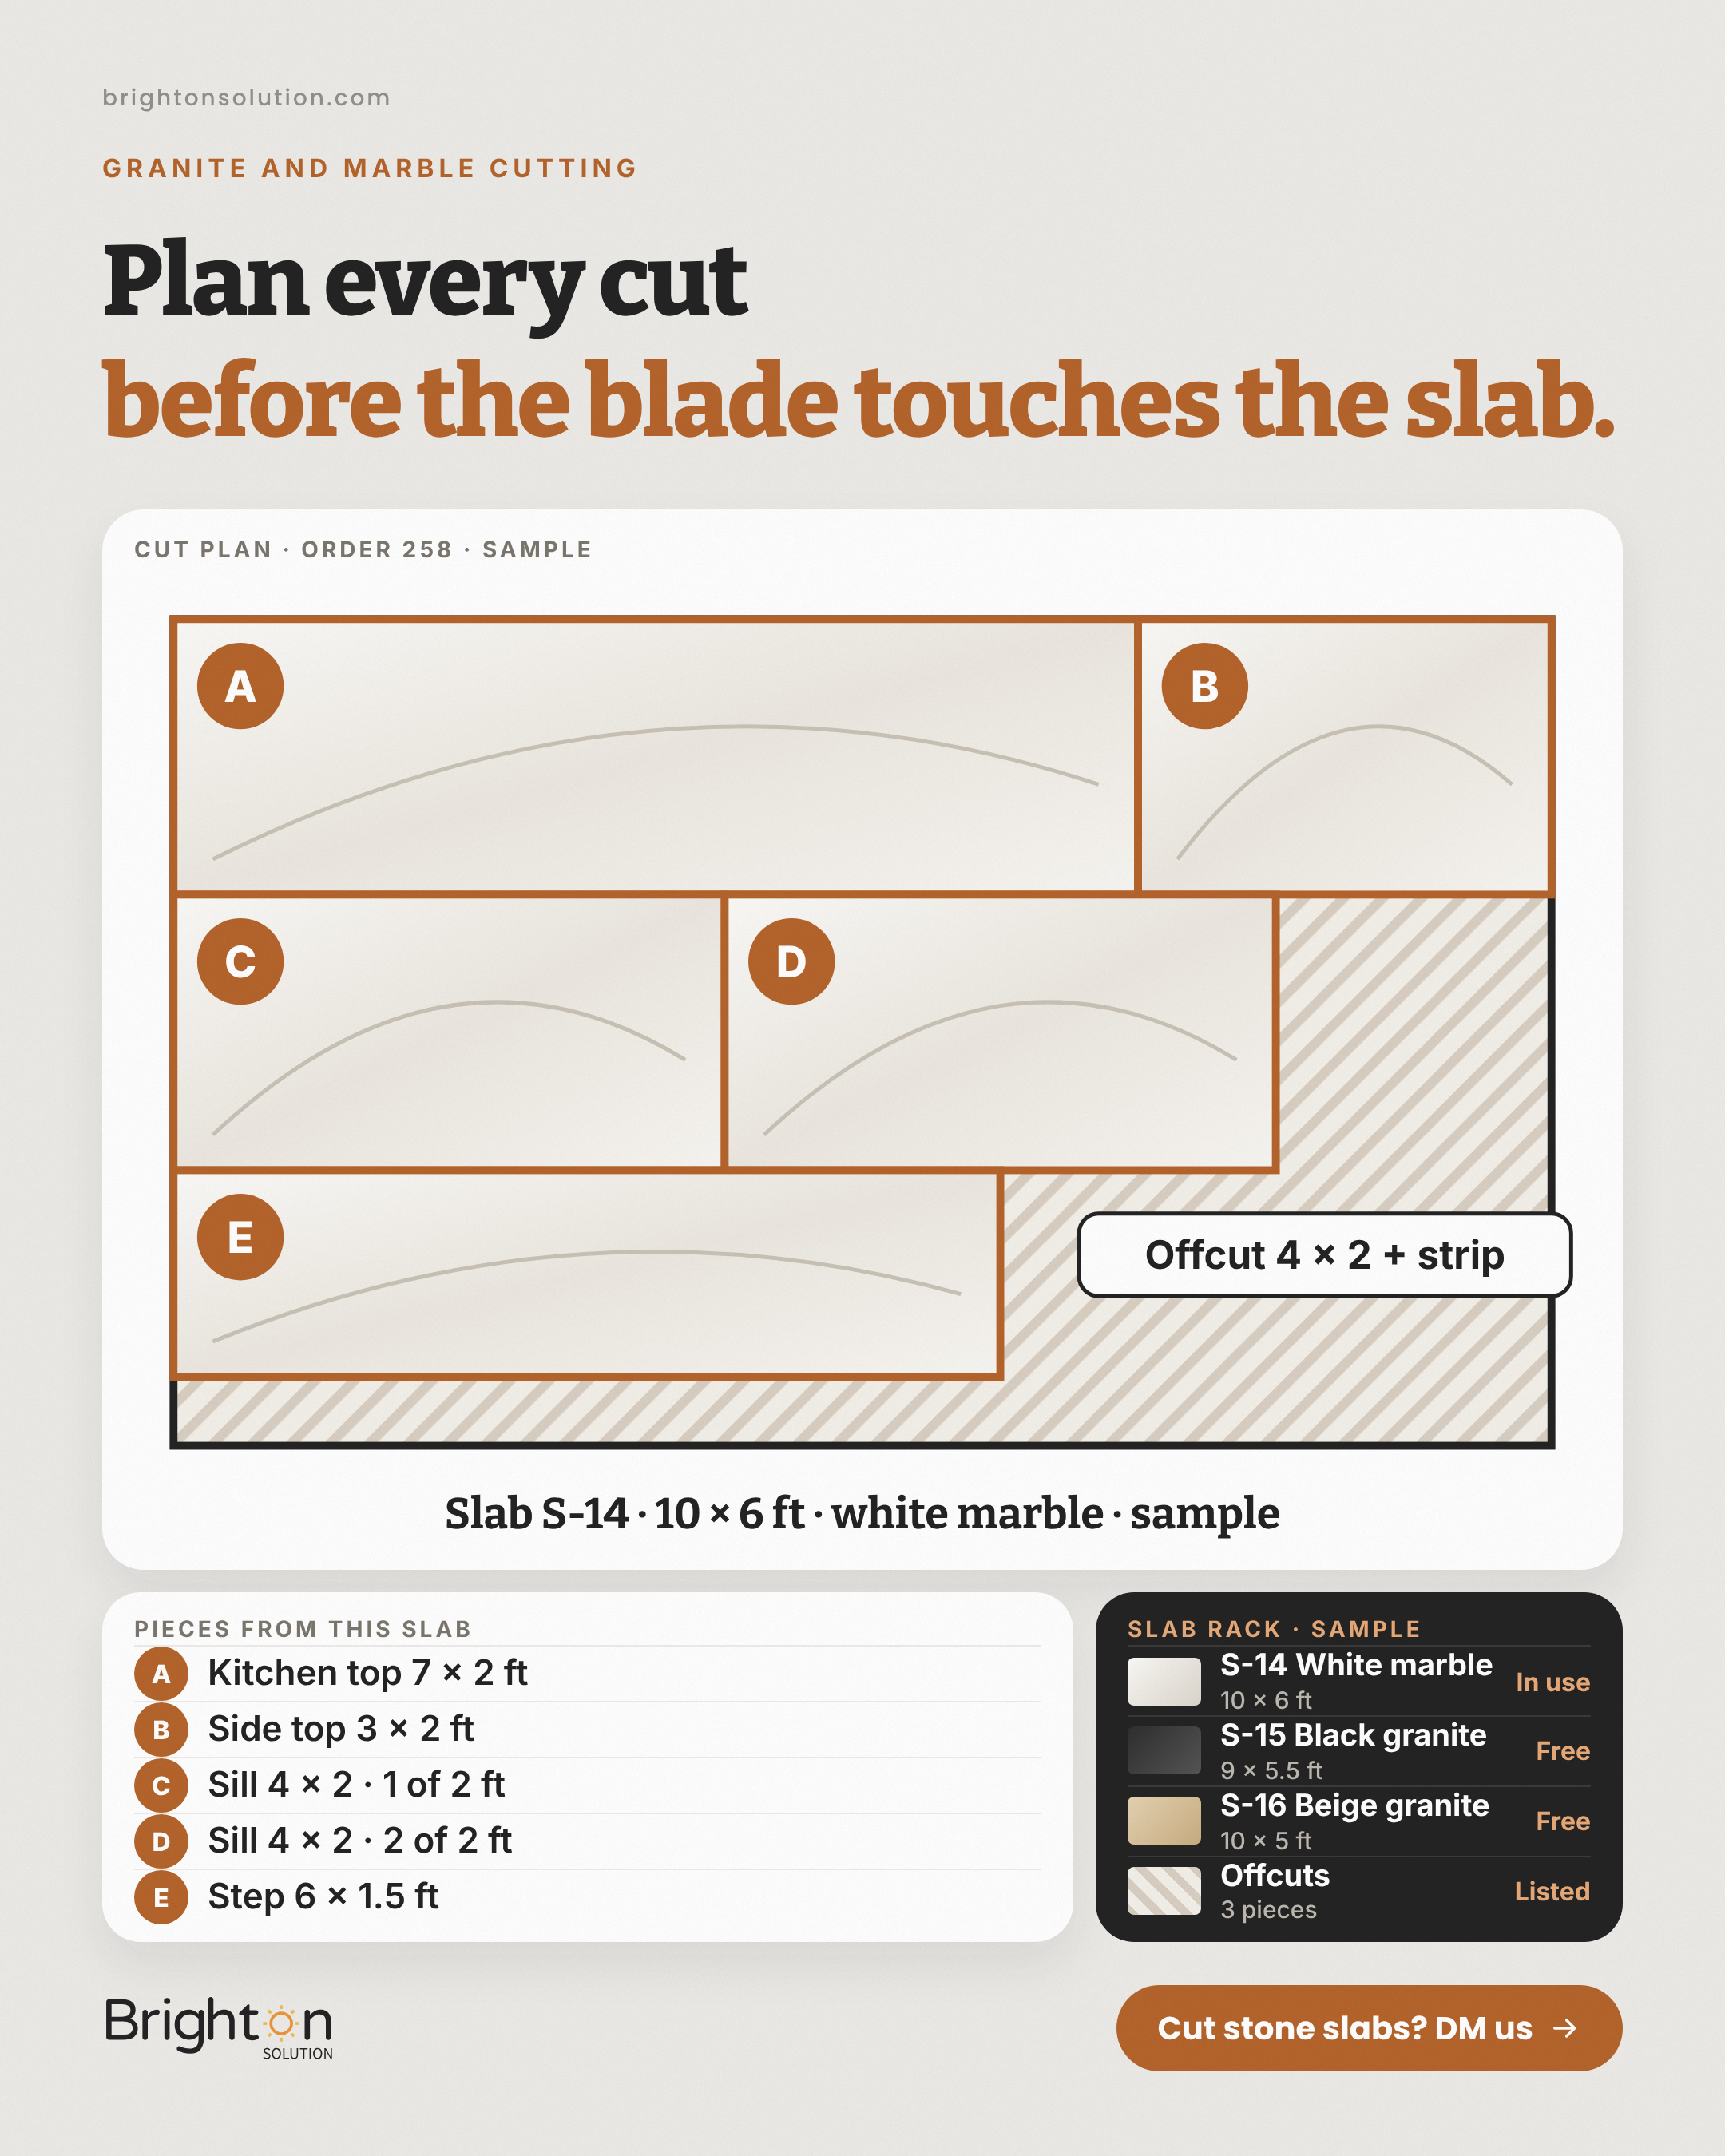 brightonsolution.com
GRANITE AND MARBLE CUTTING
Plan every cut
before the blade touches the slab.
CUT PLAN · ORDER 258 · SAMPLE
A
B
C
D
E
Offcut 4 × 2 + strip
Slab S-14 · 10 × 6 ft · white marble · sample
PIECES FROM THIS SLAB
A Kitchen top 7 × 2 ft
B Side top 3 × 2 ft
C Sill 4 × 2 · 1 of 2 ft
D Sill 4 × 2 · 2 of 2 ft
E Step 6 × 1.5 ft
SLAB RACK · SAMPLE
S-14 White marble In use
10 × 6 ft
S-15 Black granite Free
9 × 5.5 ft
S-16 Beige granite Free
10 × 5 ft
Offcuts Listed
3 pieces
Brighton
SOLUTION
Cut stone slabs? DM us →